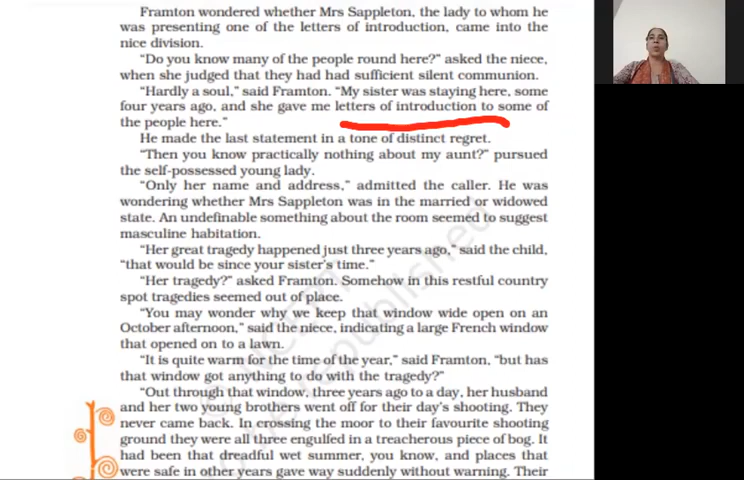 Framton wondered whether Mrs Sappleton, the lady to whom he
was presenting one of the letters of introduction, came into the
nice division.
“Do you know many of the people round here?” asked the niece,
when she judged that they had had sufficient silent communion.
“Hardly a soul,” said Framton. “My sister was staying here, some
four years ago, and she gave me letters of introduction to some of
the people here.”
He made the last statement in a tone of distinct regret.
“Then you know practically nothing about my aunt?” pursued
the self-possessed young lady.
“Only her name and address,” admitted the caller. He was
wondering whether Mrs Sappleton was in the married or widowed
state. An undefinable something about the room seemed to suggest
masculine habitation.
“Her great tragedy happened just three years ago,” said the child,
“that would be since your sister’s time.”
“Her tragedy?” asked Framton. Somehow in this restful country
spot tragedies seemed out of place.
“You may wonder why we keep that window wide open on an
October afternoon,” said the niece, indicating a large French window
that opened on to a lawn.
“It is quite warm for the time of the year,” said Framton, “but has
that window got anything to do with the tragedy?”
“Out through that window, three years ago to a day, her husband
and her two young brothers went off for their day’s shooting. They
never came back. In crossing the moor to their favourite shooting
ground they were all three engulfed in a treacherous piece of bog. It
had been that dreadful wet summer, you know, and places that
were safe in other years gave way suddenly without warning. Their